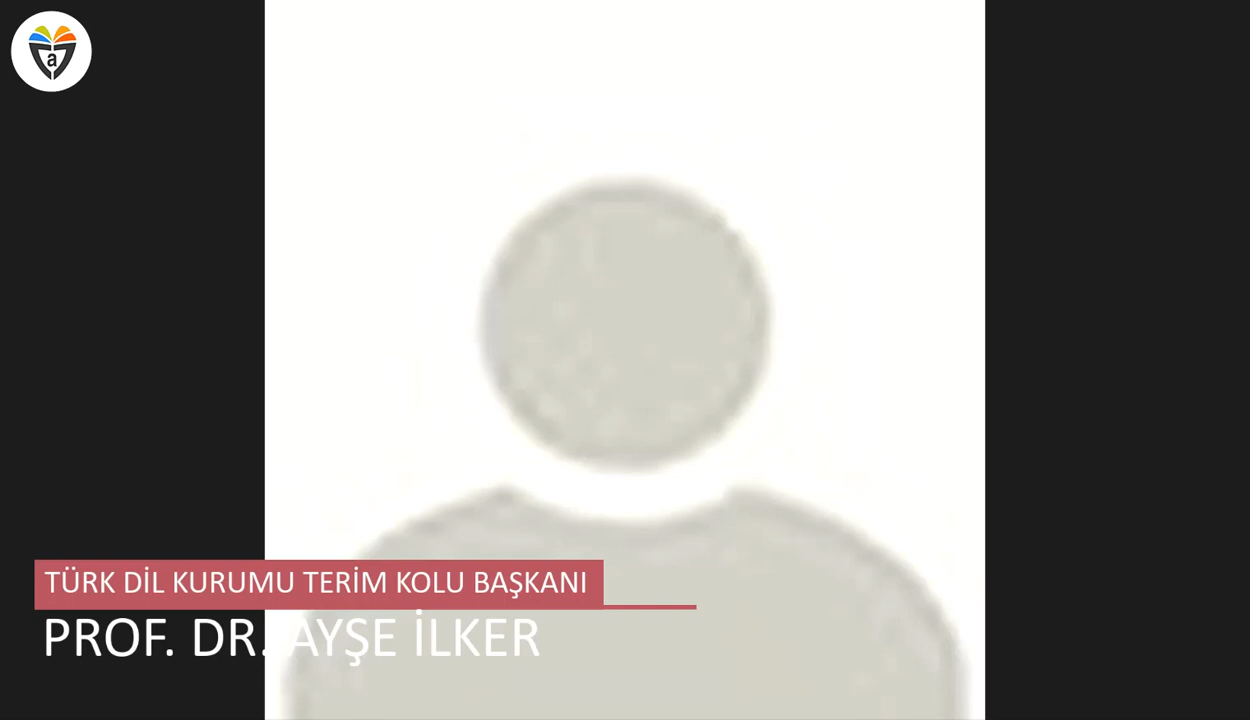 a
TÜRK DİL KURUMU TERİM KOLU BAŞKANI
PROF. DR. AYŞE İLKER